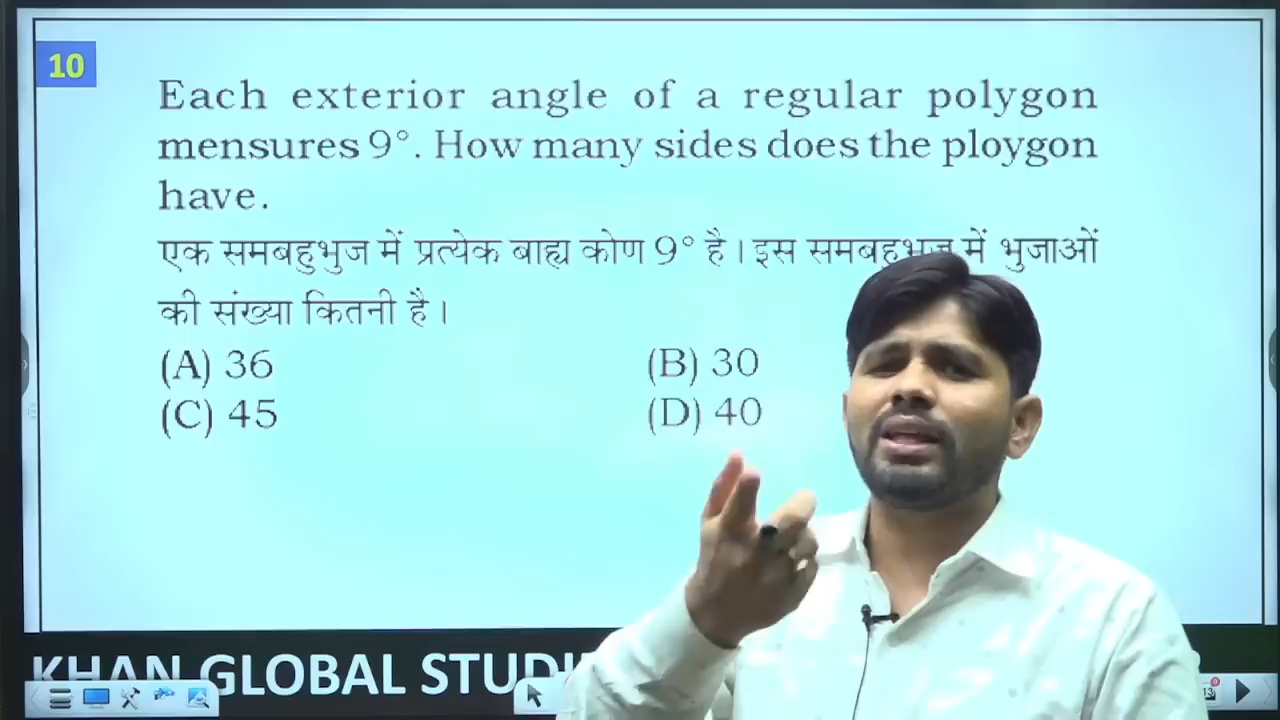 10
Each exterior angle of a regular polygon
mensures 9°. How many sides does the ploygon
have.
एक समबहुभुज में प्रत्येक बाह्य कोण 9° है। इस समबहुभुज में भुजाओं
की संख्या कितनी है।
(A) 36
(B) 30
(C) 45
(D) 40
KHAN GLOBAL
13